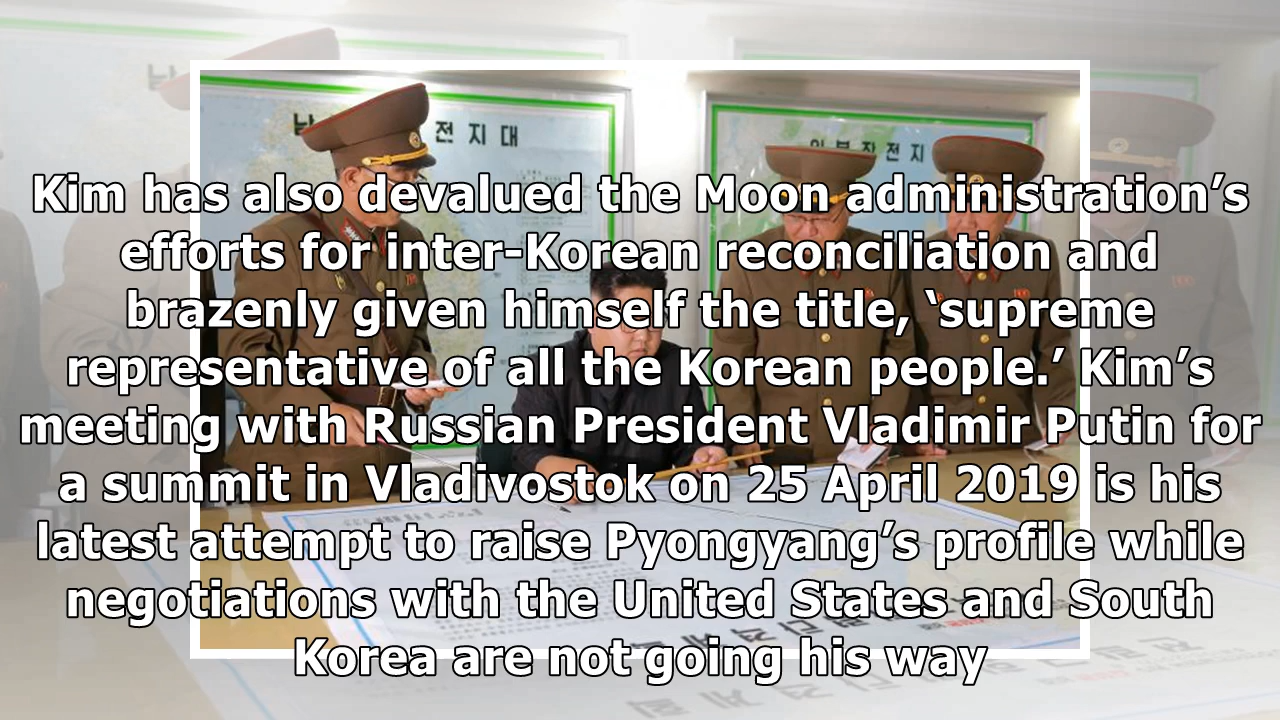 전 지 대
Kim has also devalued the Moon administration’s
efforts for inter-Korean reconciliation and
brazenly given himself the title, ‘supreme
representative of all the Korean people.’ Kim’s
meeting with Russian President Vladimir Putin for
a summit in Vladivostok on 25 April 2019 is his
latest attempt to raise Pyongyang’s profile while
negotiations with the United States and South
Korea are not going his way